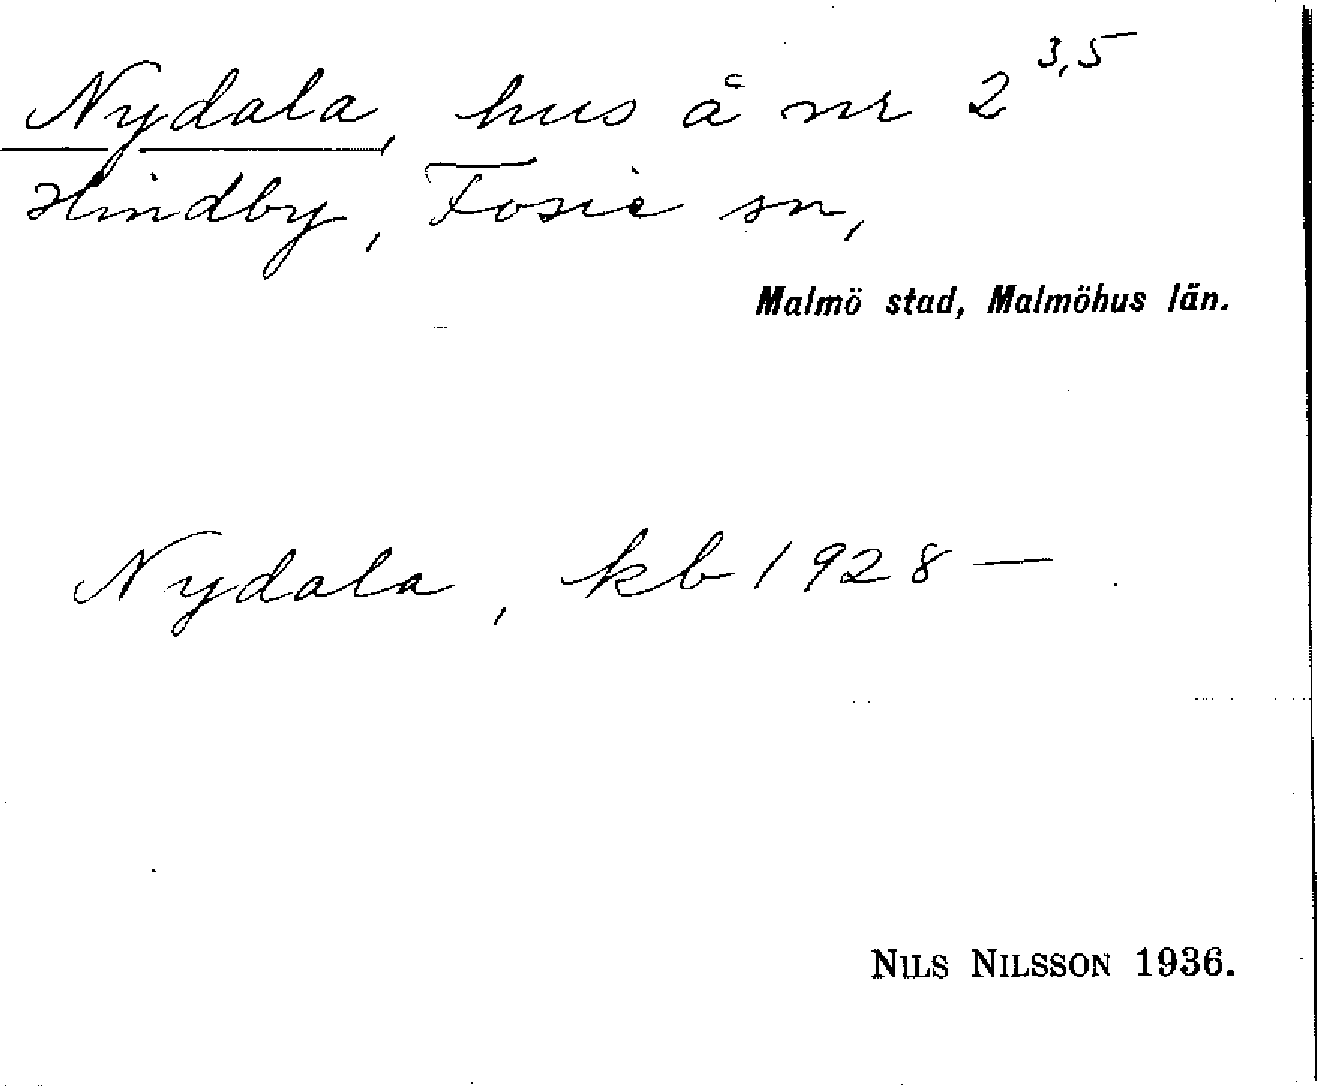 Nydala, hus å nr 2 3,5
Hindby, Fosie sn,
Malmö stad, Malmöhus län.
Nydala, kb 1928 —
NILS NILSSON 1936.